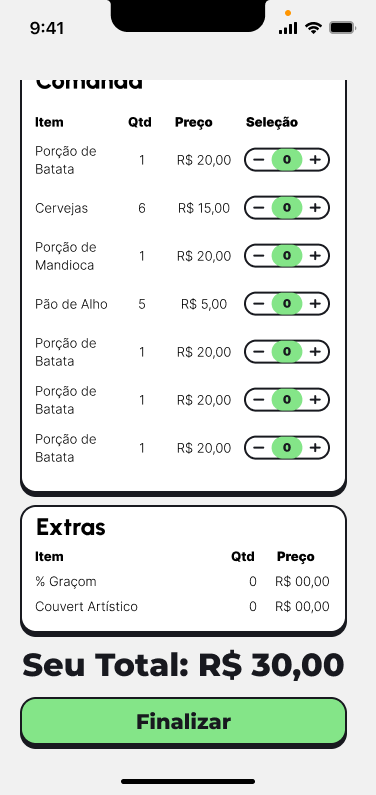 9:41
Comanda
Item Qtd Preço Seleção
Porção de
Batata 1 R$ 20,00 − 0 +
Cervejas 6 R$ 15,00 − 0 +
Porção de
Mandioca 1 R$ 20,00 − 0 +
Pão de Alho 5 R$ 5,00 − 0 +
Porção de
Batata 1 R$ 20,00 − 0 +
Porção de
Batata 1 R$ 20,00 − 0 +
Porção de
Batata 1 R$ 20,00 − 0 +
Extras
Item Qtd Preço
% Graçom 0 R$ 00,00
Couvert Artístico 0 R$ 00,00
Seu Total: R$ 30,00
Finalizar